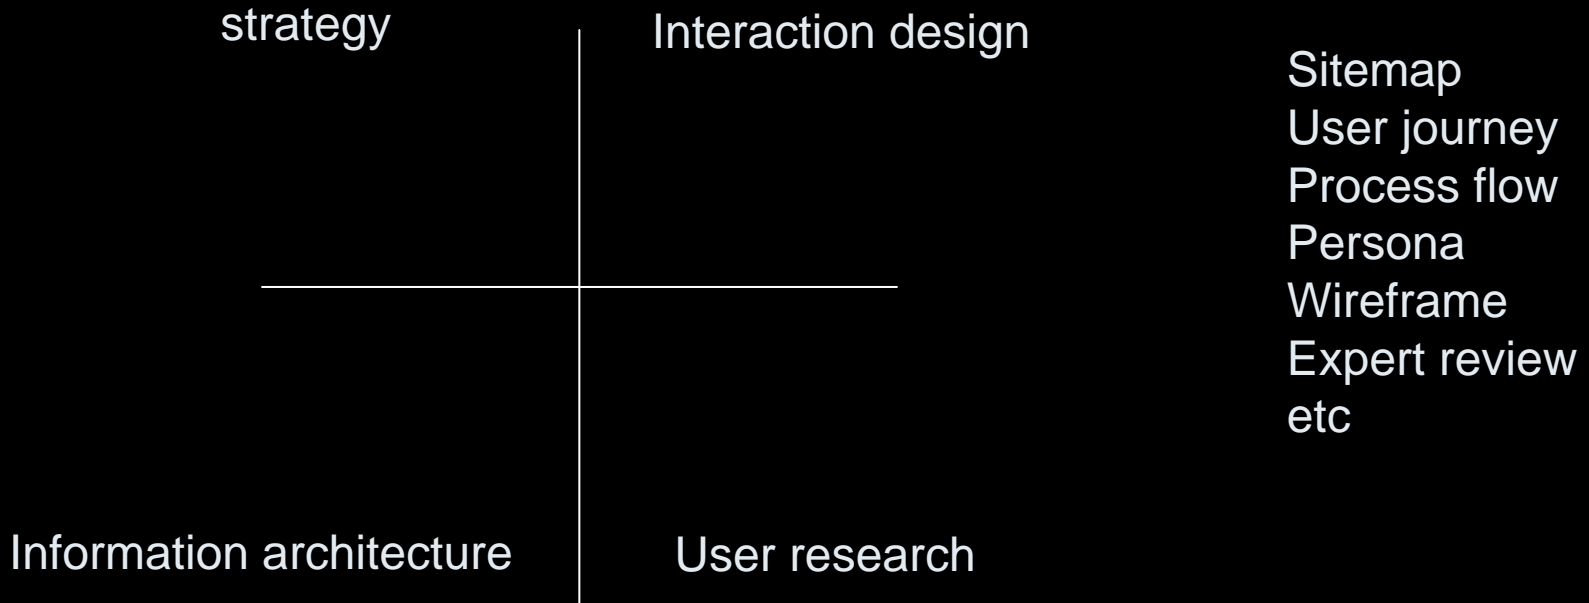 strategy
Interaction design
Information architecture
User research
Sitemap
User journey
Process flow
Persona
Wireframe
Expert review
etc